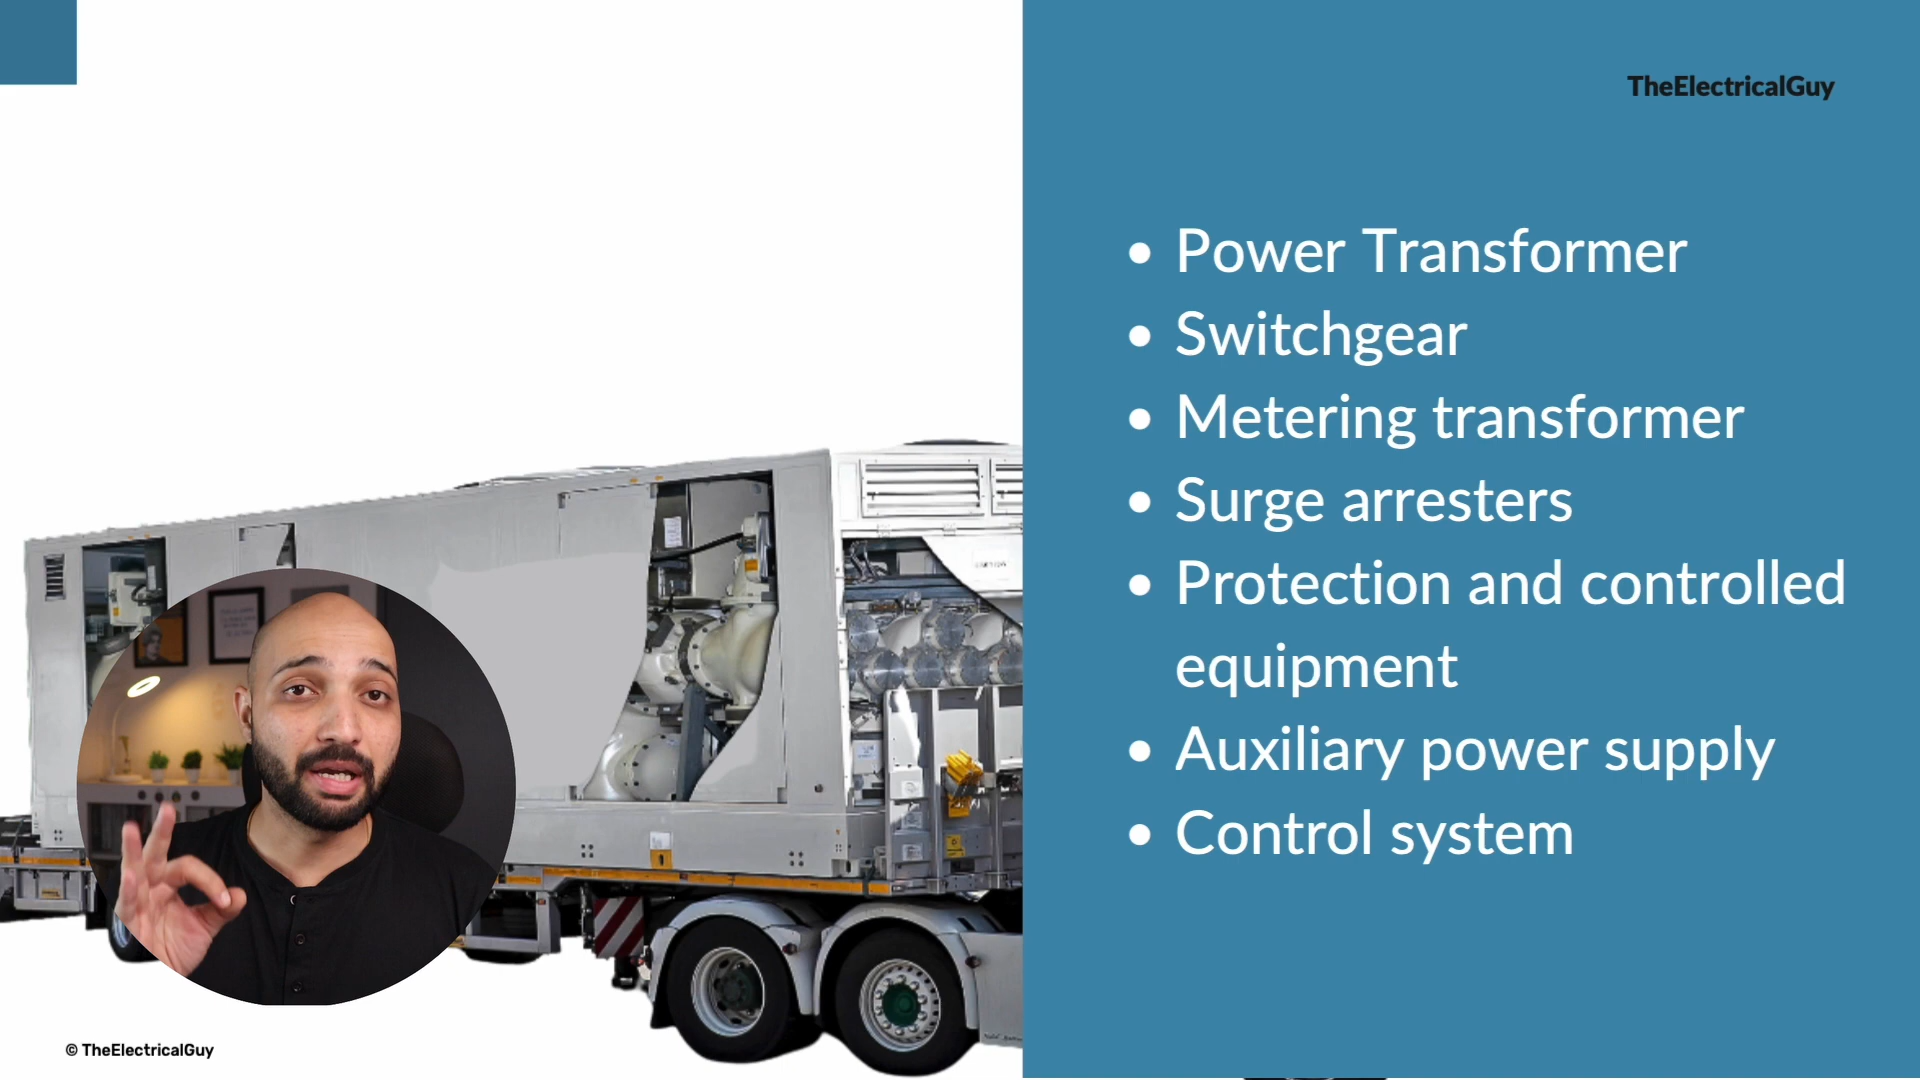 TheElectricalGuy
• Power Transformer
• Switchgear
• Metering transformer
• Surge arresters
• Protection and controlled
equipment
• Auxiliary power supply
• Control system
© TheElectricalGuy